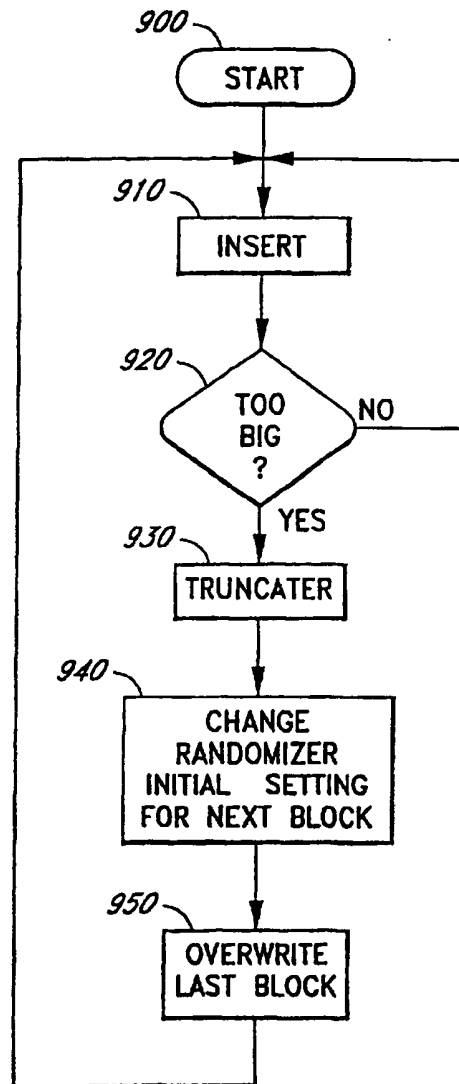 900
START
910
INSERT
920
TOO
BIG
?
NO
YES
930
TRUNCATER
940
CHANGE
RANDOMIZER
INITIAL SETTING
FOR NEXT BLOCK
950
OVERWRITE
LAST BLOCK